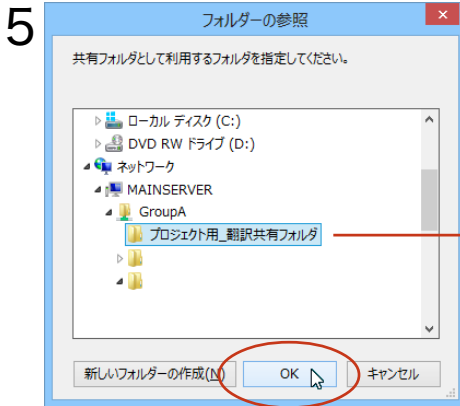 5
フォルダーの参照
共有フォルダとして利用するフォルダを指定してください。
ローカル ディスク (C:)
DVD RW ドライブ (D:)
ネットワーク
MAINSERVER
GroupA
プロジェクト用_翻訳共有フォルダ
新しいフォルダーの作成(N)
OK
キャンセル